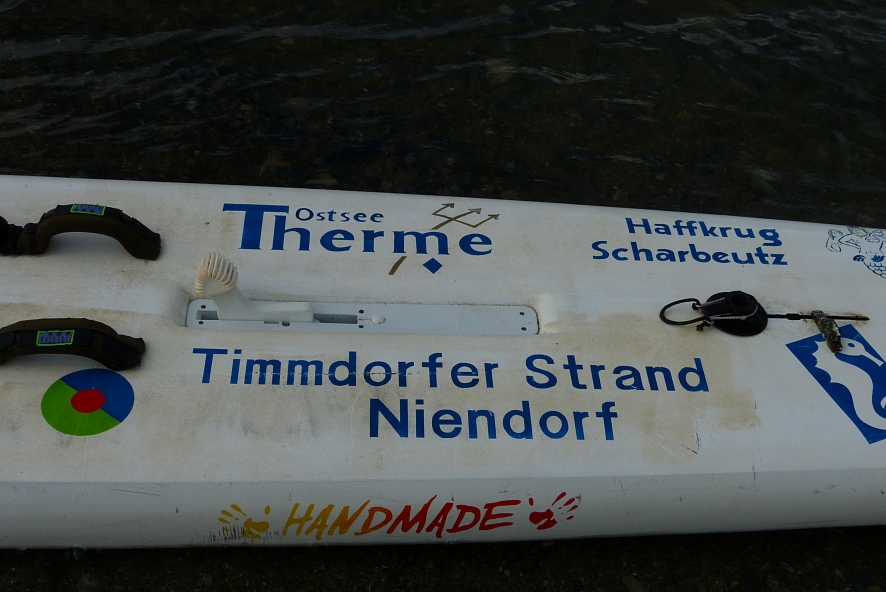 Ostsee
Therme
Haffkrug
Scharbeutz
Timmdorfer Strand
Niendorf
HANDMADE